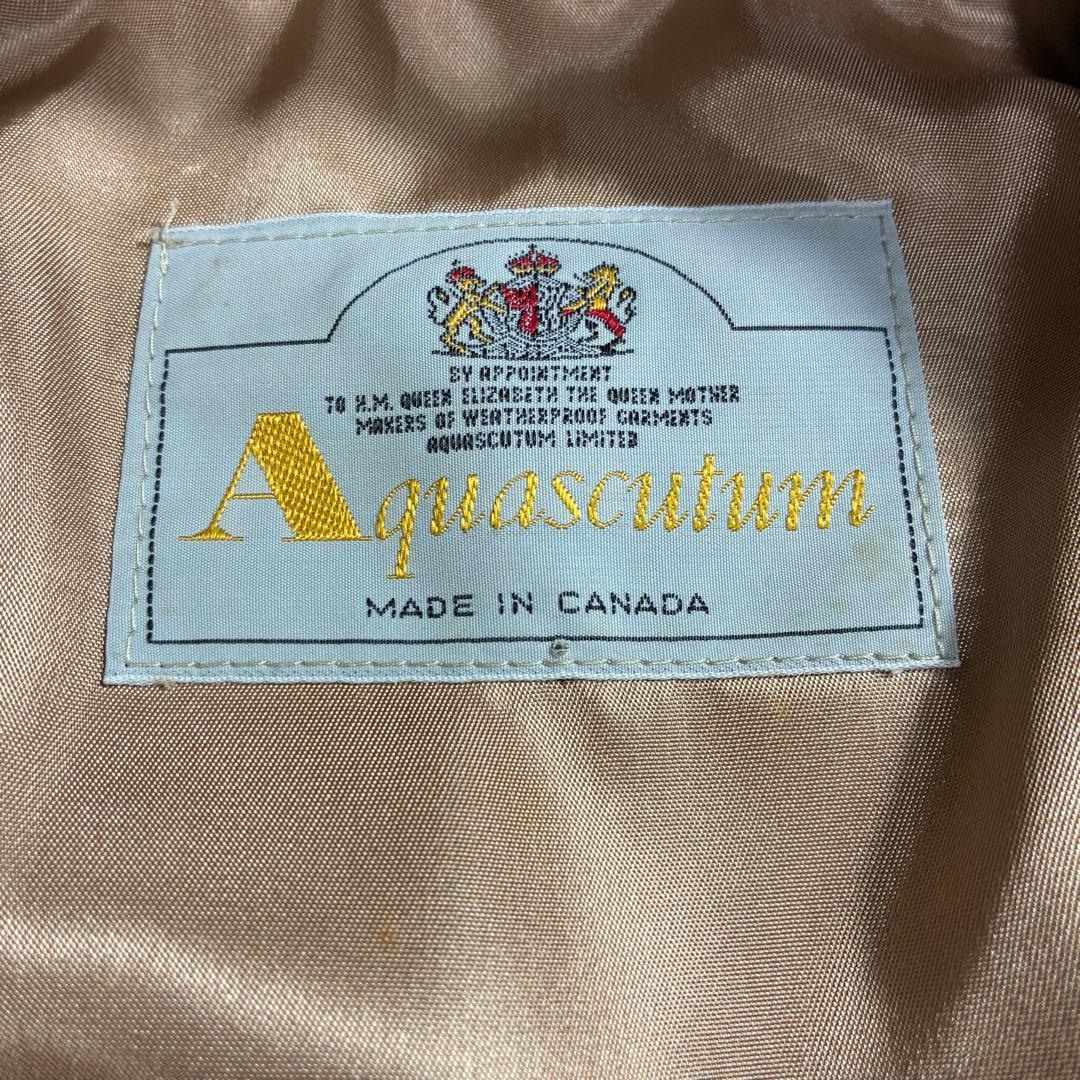 BY APPOINTMENT
TO H.M. QUEEN ELIZABETH THE QUEEN MOTHER
MAKERS OF WEATHERPROOF GARMENTS
AQUASCUTUM LIMITED
Aquascutum
MADE IN CANADA